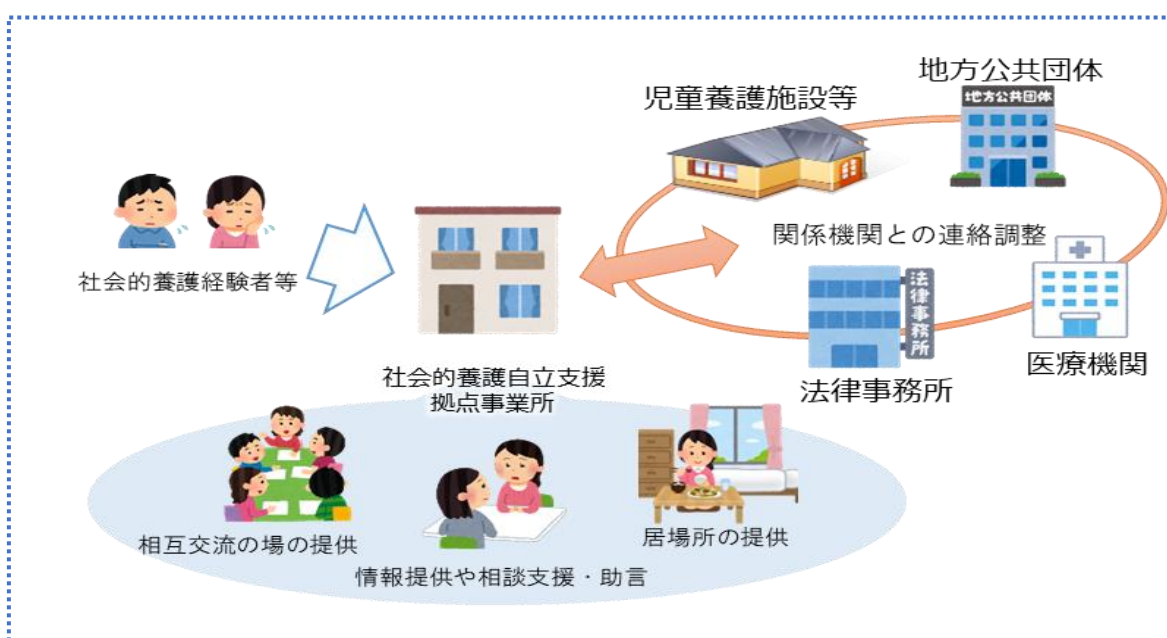 地方公共団体
地方公共団体
児童養護施設等
関係機関との連絡調整
社会的養護経験者等
法律事務所
医療機関
社会的養護自立支援
拠点事業所
法律事務所
相互交流の場の提供
居場所の提供
情報提供や相談支援・助言